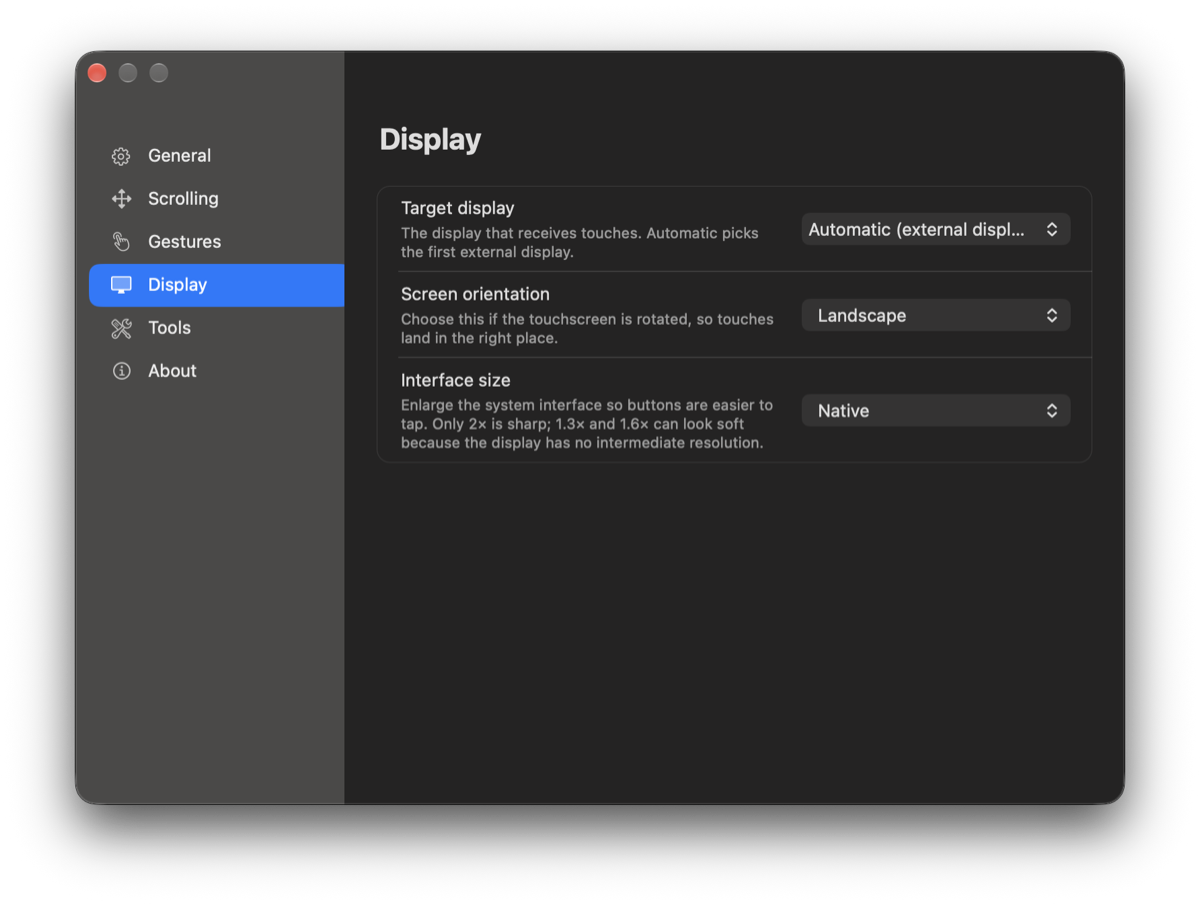 General
Scrolling
Gestures
Display
Tools
About
Display
Target display
The display that receives touches. Automatic picks
the first external display.
Automatic (external displ...
Screen orientation
Choose this if the touchscreen is rotated, so touches
land in the right place.
Landscape
Interface size
Enlarge the system interface so buttons are easier to
tap. Only 2× is sharp; 1.3× and 1.6× can look soft
because the display has no intermediate resolution.
Native